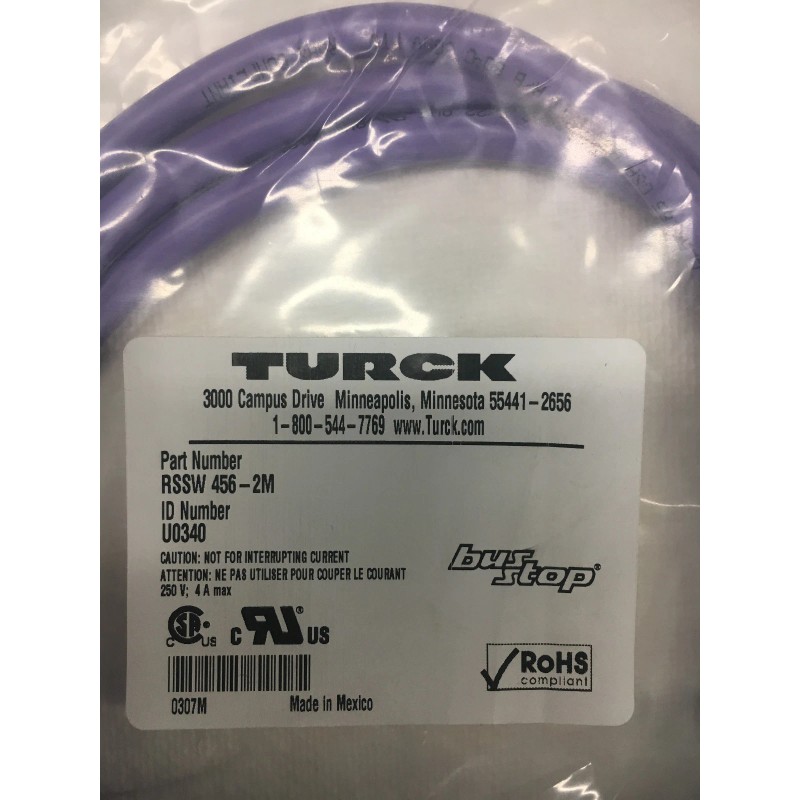 TURCK
3000 Campus Drive Minneapolis, Minnesota 55441-2656
1-800-544-7769 www.Turck.com
Part Number
RSSW 456-2M
ID Number
U0340
CAUTION: NOT FOR INTERRUPTING CURRENT
ATTENTION: NE PAS UTILISER POUR COUPER LE COURANT
250 V; 4 A max
bus stop®
C US
C US
RoHS
compliant
0307M Made in Mexico